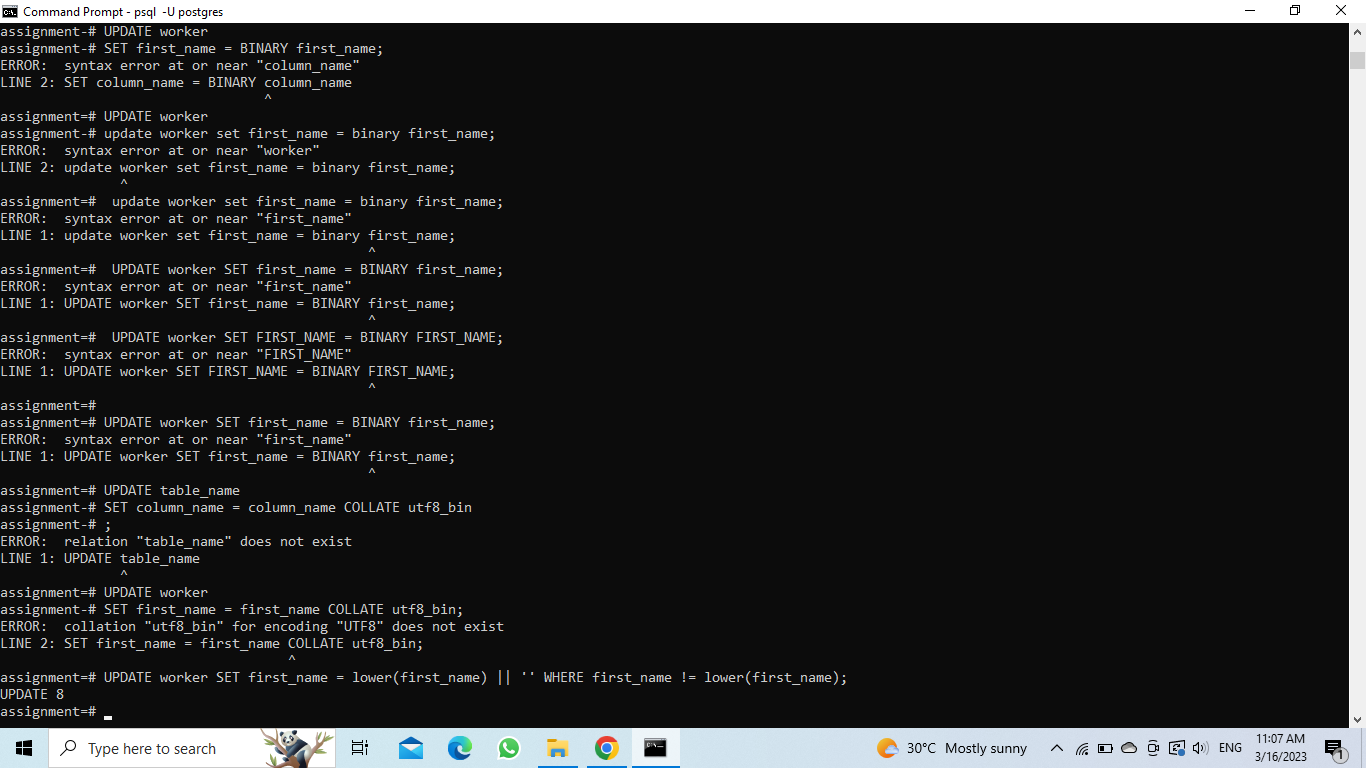 Command Prompt - psql  -U postgres
assignment-# UPDATE worker
assignment-# SET first_name = BINARY first_name;
ERROR:  syntax error at or near "column_name"
LINE 2: SET column_name = BINARY column_name
^
assignment=# UPDATE worker
assignment-# update worker set first_name = binary first_name;
ERROR:  syntax error at or near "worker"
LINE 2: update worker set first_name = binary first_name;
^
assignment=#  update worker set first_name = binary first_name;
ERROR:  syntax error at or near "first_name"
LINE 1: update worker set first_name = binary first_name;
^
assignment=#  UPDATE worker SET first_name = BINARY first_name;
ERROR:  syntax error at or near "first_name"
LINE 1: UPDATE worker SET first_name = BINARY first_name;
^
assignment=#  UPDATE worker SET FIRST_NAME = BINARY FIRST_NAME;
ERROR:  syntax error at or near "FIRST_NAME"
LINE 1: UPDATE worker SET FIRST_NAME = BINARY FIRST_NAME;
^
assignment=#
assignment=# UPDATE worker SET first_name = BINARY first_name;
ERROR:  syntax error at or near "first_name"
LINE 1: UPDATE worker SET first_name = BINARY first_name;
^
assignment=# UPDATE table_name
assignment-# SET column_name = column_name COLLATE utf8_bin
assignment-# ;
ERROR:  relation "table_name" does not exist
LINE 1: UPDATE table_name
^
assignment=# UPDATE worker
assignment-# SET first_name = first_name COLLATE utf8_bin;
ERROR:  collation "utf8_bin" for encoding "UTF8" does not exist
LINE 2: SET first_name = first_name COLLATE utf8_bin;
^
assignment=# UPDATE worker SET first_name = lower(first_name) || '' WHERE first_name != lower(first_name);
UPDATE 8
assignment=#
Type here to search
30°C  Mostly sunny
ENG
11:07 AM
3/16/2023
1